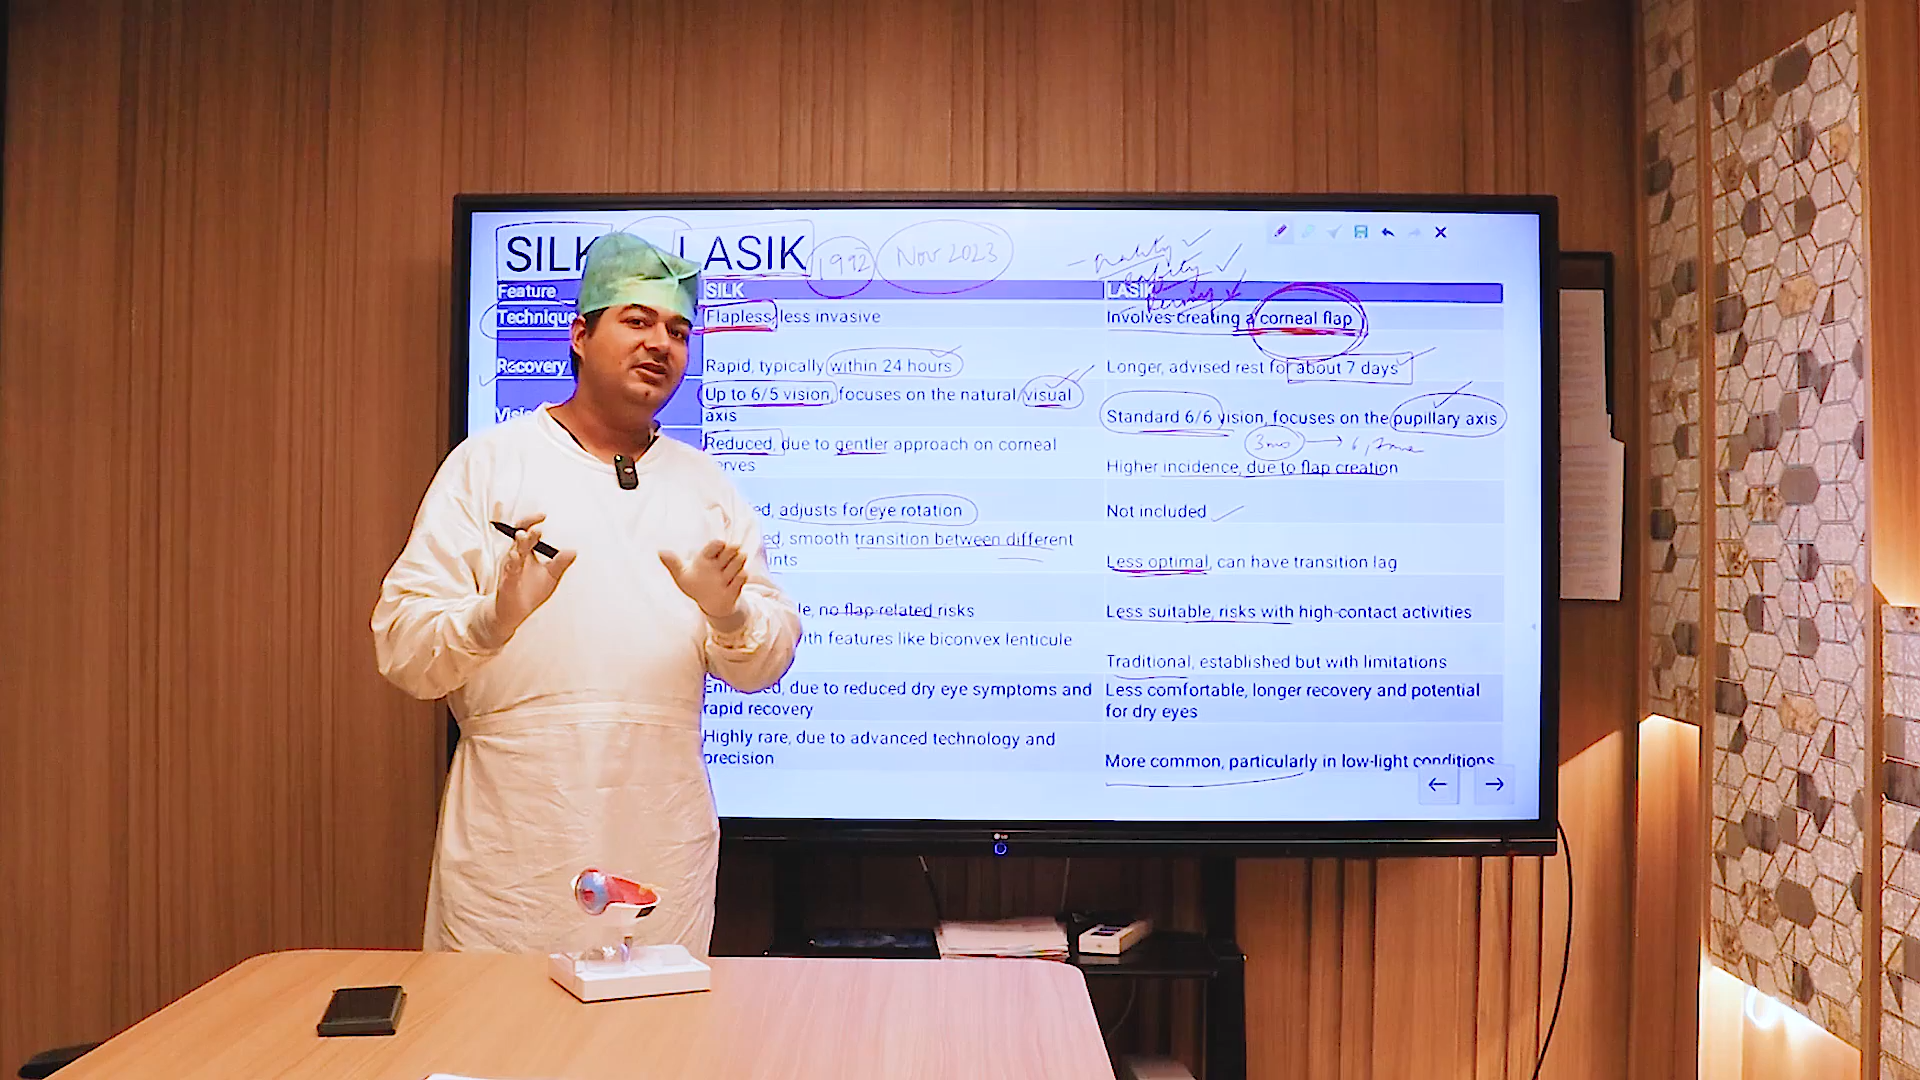 SILK LASIK 1992 Nov 2023
Feature SILK LASIK
Technique Flapless, less invasive Involves creating a corneal flap
Recovery Rapid, typically within 24 hours Longer, advised rest for about 7 days
Up to 6/5 vision, focuses on the natural visual
axis
Standard 6/6 vision, focuses on the pupillary axis
Reduced, due to gentler approach on corneal
3mo
Higher incidence, due to flap creation
adjusts for eye rotation Not included
smooth transition between different
Less optimal, can have transition lag
no flap related risks Less suitable, risks with high-contact activities
features like biconvex lenticule
Traditional, established but with limitations
due to reduced dry eye symptoms and
rapid recovery
Less comfortable, longer recovery and potential
for dry eyes
Highly rare, due to advanced technology and
precision
More common, particularly in low-light conditions
LG